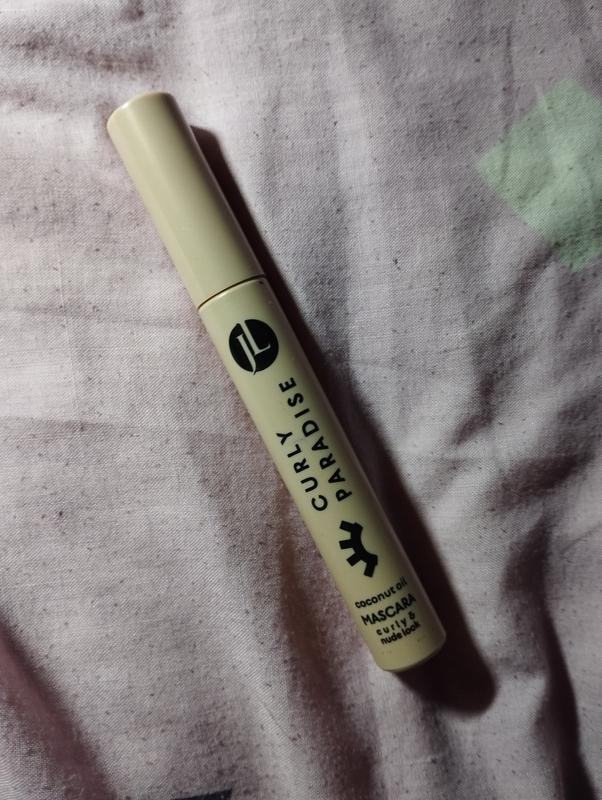 JL
CURLY
PARADISE
coconut oil
MASCARA
curly &
nude look